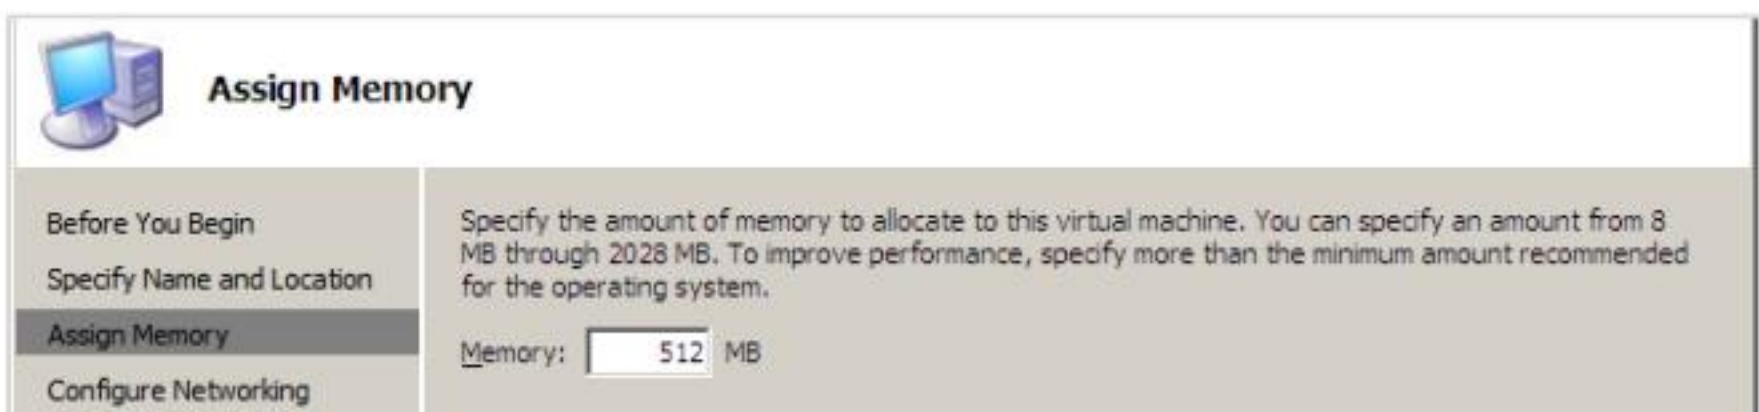 Assign Memory
Before You Begin
Specify Name and Location
Assign Memory
Configure Networking
Specify the amount of memory to allocate to this virtual machine. You can specify an amount from 8
MB through 2028 MB. To improve performance, specify more than the minimum amount recommended
for the operating system.
Memory: 512 MB